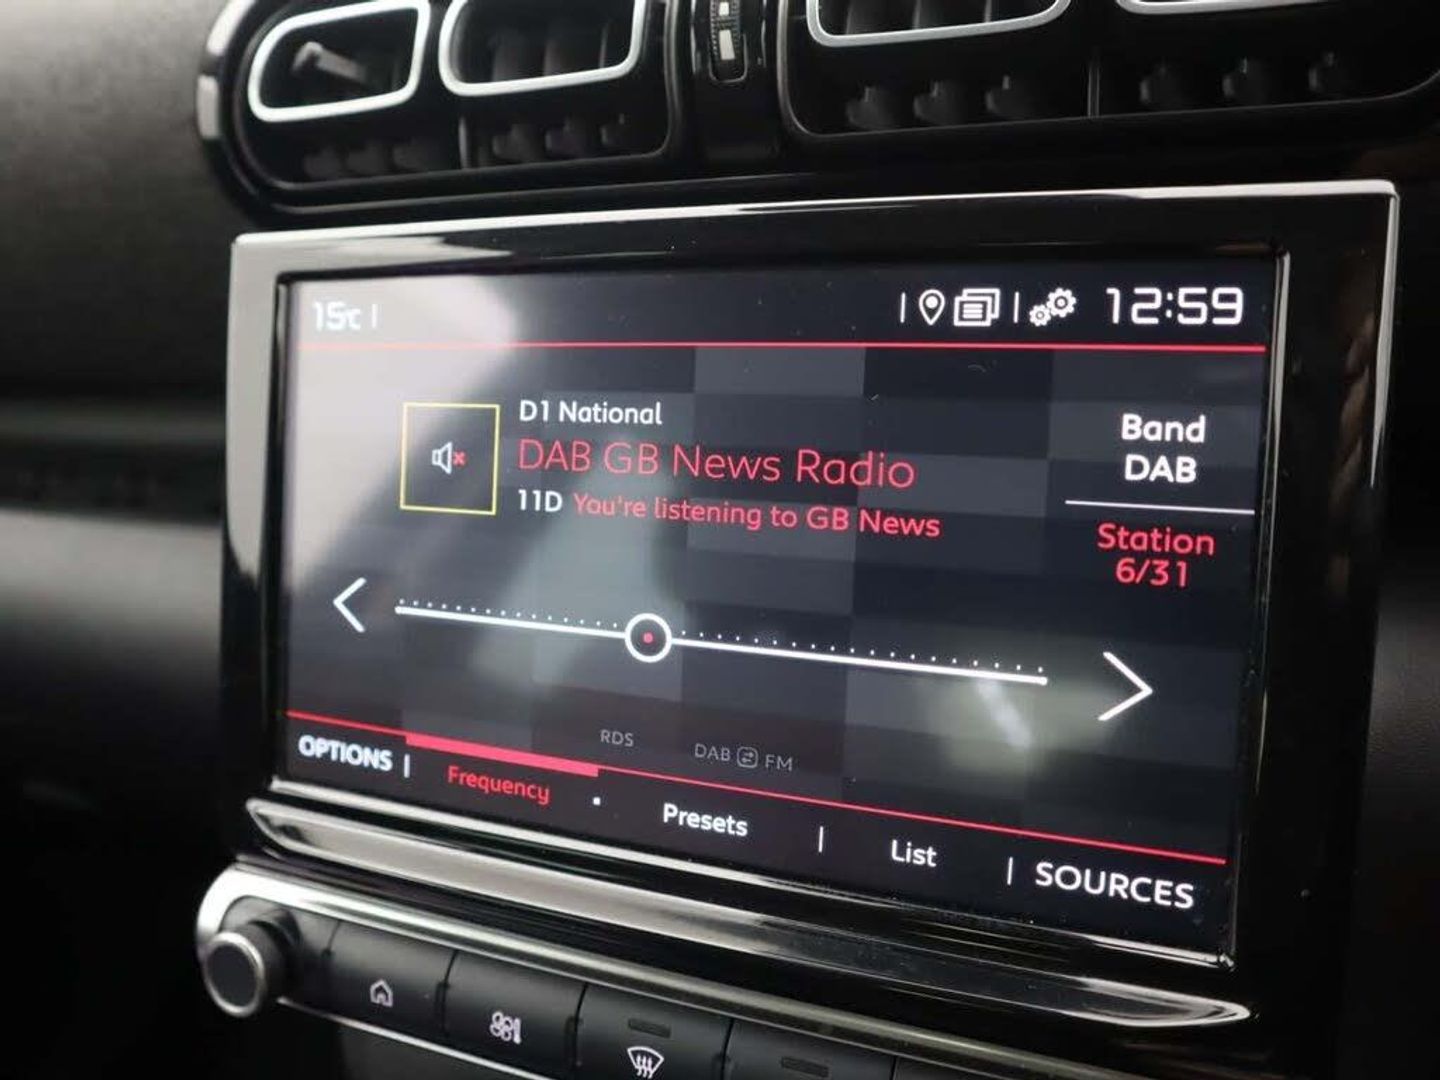 15°C
12:59
D1 National
DAB GB News Radio
11D You're listening to GB News
Band
DAB
Station
6/31
RDS
DAB FM
OPTIONS
Frequency
Presets
List
SOURCES